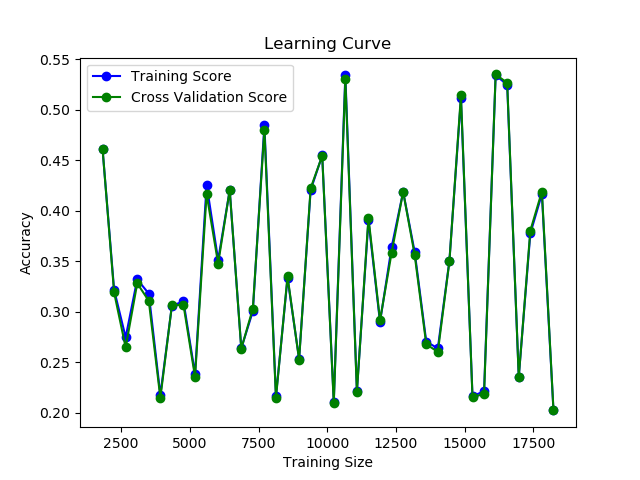 Learning Curve
Training Score
Cross Validation Score
Accuracy
0.55
0.50
0.45
0.40
0.35
0.30
0.25
0.20
2500 5000 7500 10000 12500 15000 17500
Training Size